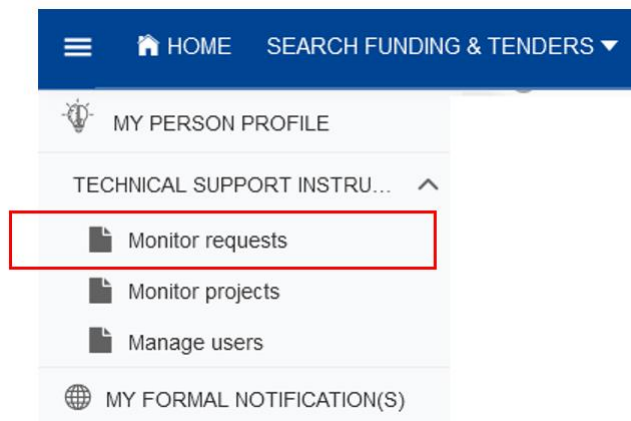 HOME SEARCH FUNDING & TENDERS
MY PERSON PROFILE
TECHNICAL SUPPORT INSTRU...
Monitor requests
Monitor projects
Manage users
MY FORMAL NOTIFICATION(S)